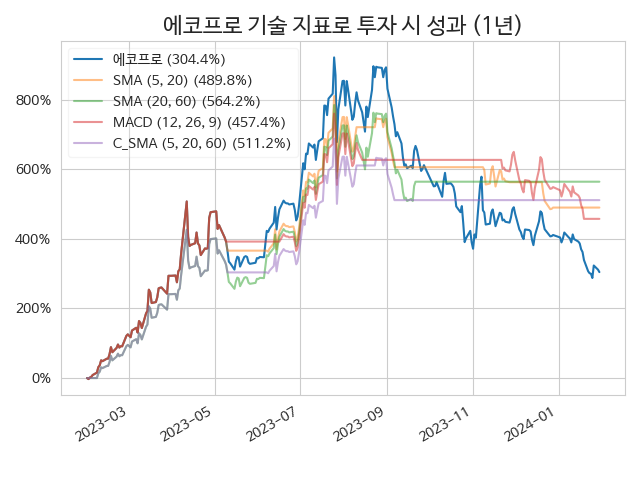 에코프로 기술 지표로 투자 시 성과 (1년)
에코프로 (304.4%)
SMA (5, 20) (489.8%)
SMA (20, 60) (564.2%)
MACD (12, 26, 9) (457.4%)
C_SMA (5, 20, 60) (511.2%)
800%
600%
400%
200%
0%
2023-03
2023-05
2023-07
2023-09
2023-11
2024-01